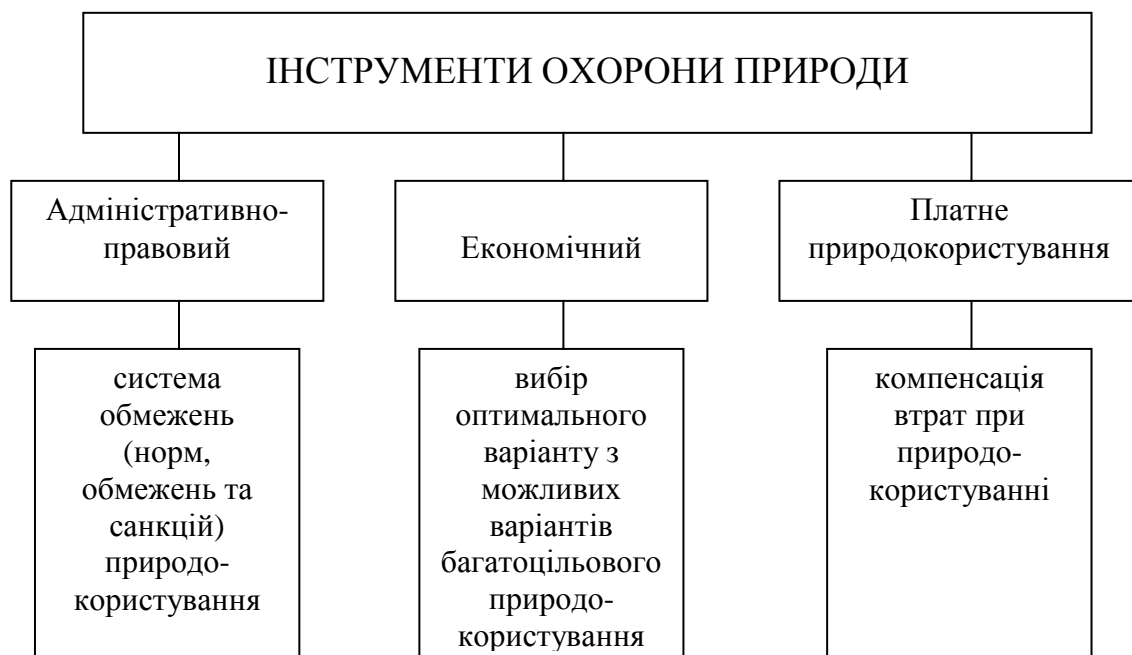 ІНСТРУМЕНТИ ОХОРОНИ ПРИРОДИ
Адміністративно-
правовий
Економічний
Платне
природокористування
система
обмежень
(норм,
обмежень та
санкцій)
природо-
користування
вибір
оптимального
варіанту з
можливих
варіантів
багатоцільового
природо-
користування
компенсація
втрат при
природо-
користуванні